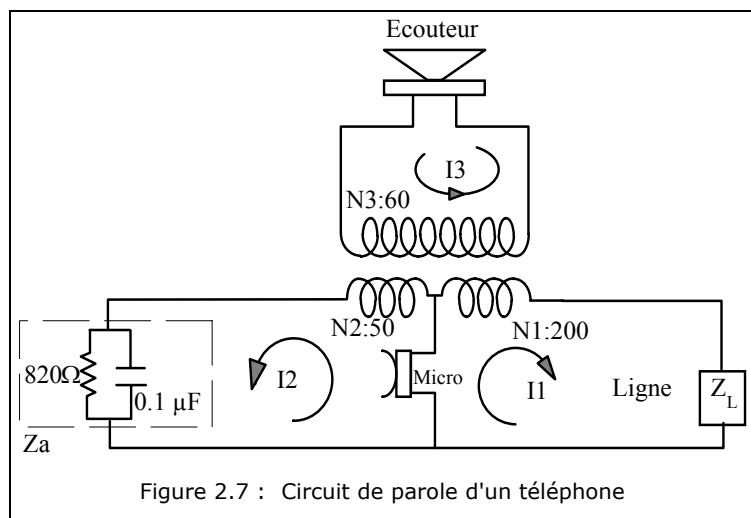 Ecouteur
I3
N3:60
N2:50
N1:200
820Ω
0.1 µF
I2
Micro
I1
Ligne
Z_L
Za
Figure 2.7 : Circuit de parole d'un téléphone